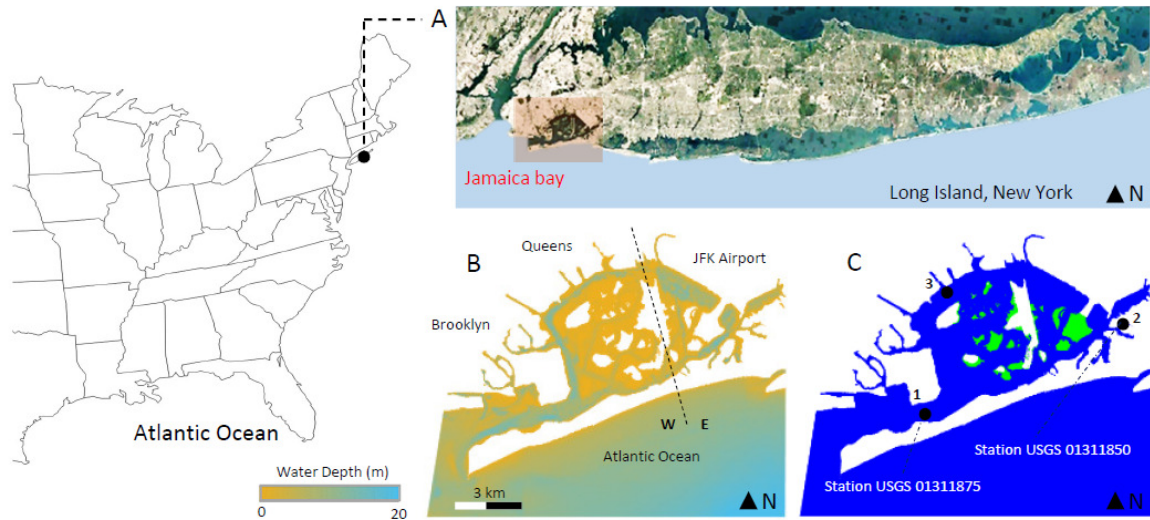 A
Jamaica bay
Long Island, New York
N
Atlantic Ocean
Water Depth (m)
0
20
B
Queens
JFK Airport
Brooklyn
W
E
Atlantic Ocean
3 km
N
C
3
2
1
Station USGS 01311850
Station USGS 01311875
N